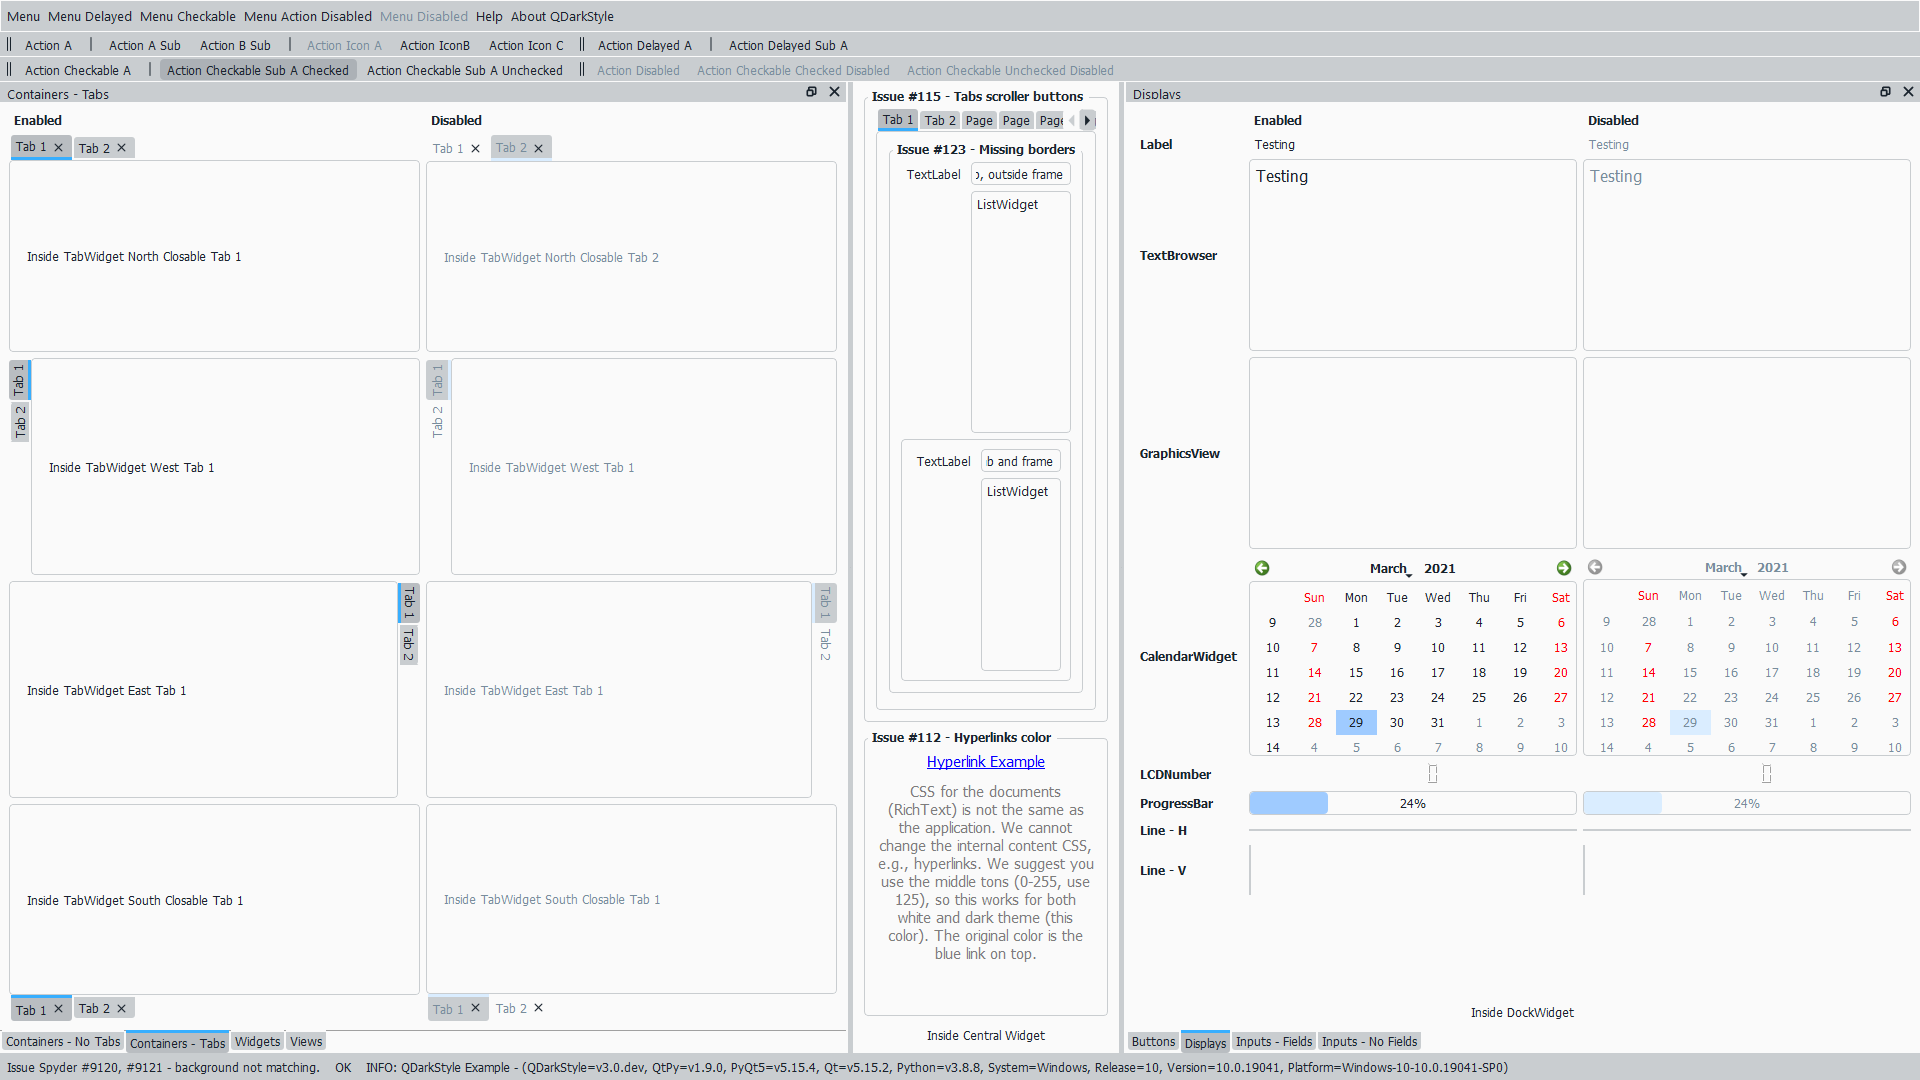 Menu Menu Delayed Menu Checkable Menu Action Disabled Menu Disabled Help About QDarkStyle
Action A Action A Sub Action B Sub Action Icon A Action IconB Action Icon C Action Delayed A Action Delayed Sub A
Action Checkable A Action Checkable Sub A Checked Action Checkable Sub A Unchecked Action Disabled Action Checkable Checked Disabled Action Checkable Unchecked Disabled
Containers - Tabs
Enabled Disabled
Tab 1 Tab 2 Tab 1 Tab 2
Inside TabWidget North Closable Tab 1
Inside TabWidget North Closable Tab 2
Tab 1
Tab 2
Inside TabWidget West Tab 1
Tab 1
Tab 2
Inside TabWidget West Tab 1
Inside TabWidget East Tab 1
Tab 1
Tab 2
Inside TabWidget East Tab 1
Tab 1
Tab 2
Inside TabWidget South Closable Tab 1
Inside TabWidget South Closable Tab 1
Tab 1 Tab 2 Tab 1 Tab 2
Containers - No Tabs Containers - Tabs Widgets Views
Issue #115 - Tabs scroller buttons
Tab 1 Tab 2 Page Page Page
Issue #123 - Missing borders
TextLabel , outside frame
ListWidget
TextLabel b and frame
ListWidget
Issue #112 - Hyperlinks color
Hyperlink Example
CSS for the documents
(RichText) is not the same as
the application. We cannot
change the internal content CSS,
e.g., hyperlinks. We suggest you
use the middle tons (0-255, use
125), so this works for both
white and dark theme (this
color). The original color is the
blue link on top.
Inside Central Widget
Displays
Enabled Disabled
Label Testing Testing
TextBrowser Testing Testing
GraphicsView
CalendarWidget
March 2021
Sun Mon Tue Wed Thu Fri Sat
9 28 1 2 3 4 5 6
10 7 8 9 10 11 12 13
11 14 15 16 17 18 19 20
12 21 22 23 24 25 26 27
13 28 29 30 31 1 2 3
14 4 5 6 7 8 9 10
March 2021
Sun Mon Tue Wed Thu Fri Sat
9 28 1 2 3 4 5 6
10 7 8 9 10 11 12 13
11 14 15 16 17 18 19 20
12 21 22 23 24 25 26 27
13 28 29 30 31 1 2 3
14 4 5 6 7 8 9 10
LCDNumber
ProgressBar 24% 24%
Line - H
Line - V
Inside DockWidget
Buttons Displays Inputs - Fields Inputs - No Fields
Issue Spyder #9120, #9121 - background not matching. OK INFO: QDarkStyle Example - (QDarkStyle=v3.0.dev, QtPy=v1.9.0, PyQt5=v5.15.4, Qt=v5.15.2, Python=v3.8.8, System=Windows, Release=10, Version=10.0.19041, Platform=Windows-10-10.0.19041-SP0)